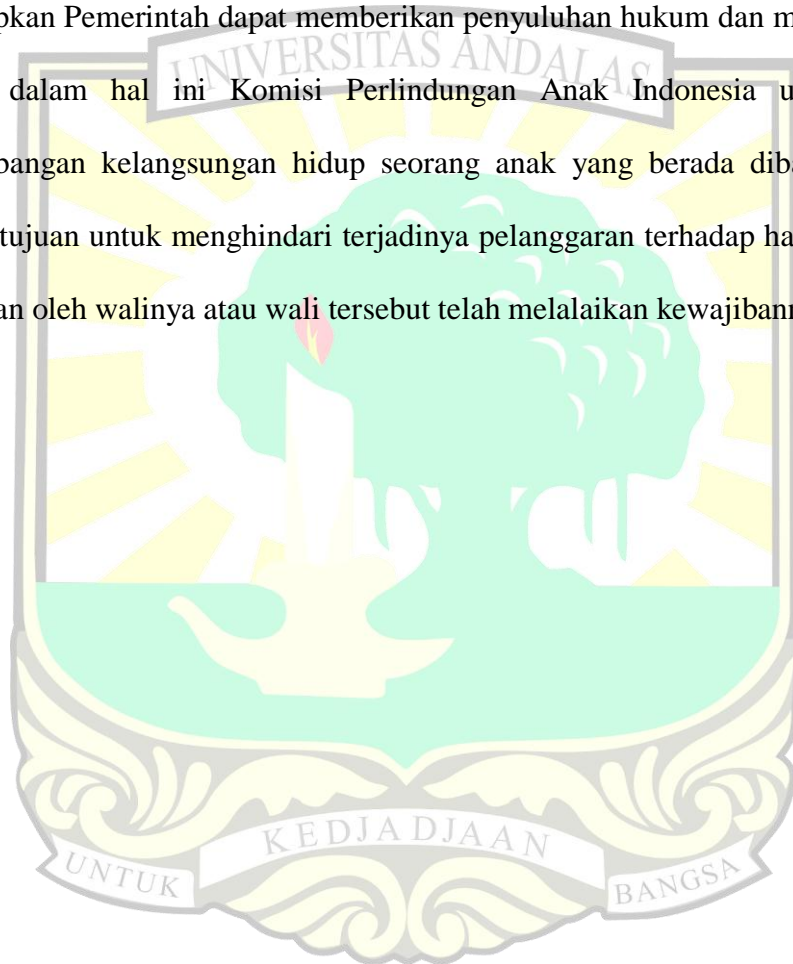 pkan Pemerintah dapat memberikan penyuluhan hukum dan m
UNIVERSITAS ANDALAS
dalam hal ini Komisi Perlindungan Anak Indonesia u
bangan kelangsungan hidup seorang anak yang berada diba
tujuan untuk menghindari terjadinya pelanggaran terhadap ha
an oleh walinya atau wali tersebut telah melalaikan kewajibann
UNTUK
KEDJADJAAN
BANGSA